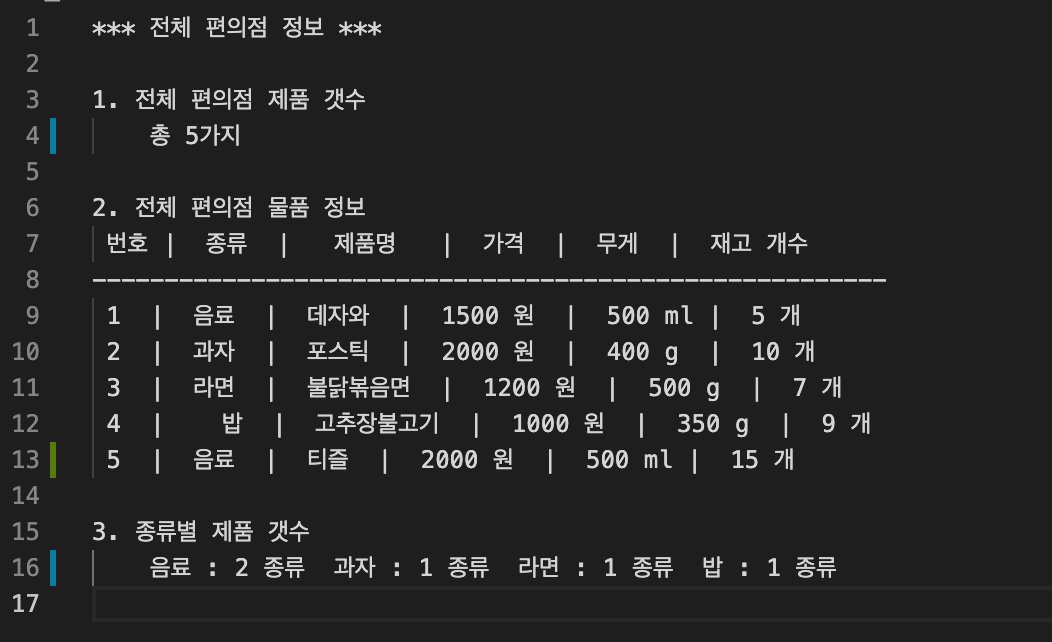 1 *** 전체 편의점 정보 ***
2
3 1. 전체 편의점 제품 갯수
4 총 5가지
5
6 2. 전체 편의점 물품 정보
7 번호 | 종류 | 제품명 | 가격 | 무게 | 재고 개수
8 -------------------------------------------------------
9 1 | 음료 | 데자와 | 1500 원 | 500 ml | 5 개
10 2 | 과자 | 포스틱 | 2000 원 | 400 g | 10 개
11 3 | 라면 | 불닭볶음면 | 1200 원 | 500 g | 7 개
12 4 | 밥 | 고추장불고기 | 1000 원 | 350 g | 9 개
13 5 | 음료 | 티즐 | 2000 원 | 500 ml | 15 개
14
15 3. 종류별 제품 갯수
16 음료 : 2 종류 과자 : 1 종류 라면 : 1 종류 밥 : 1 종류
17